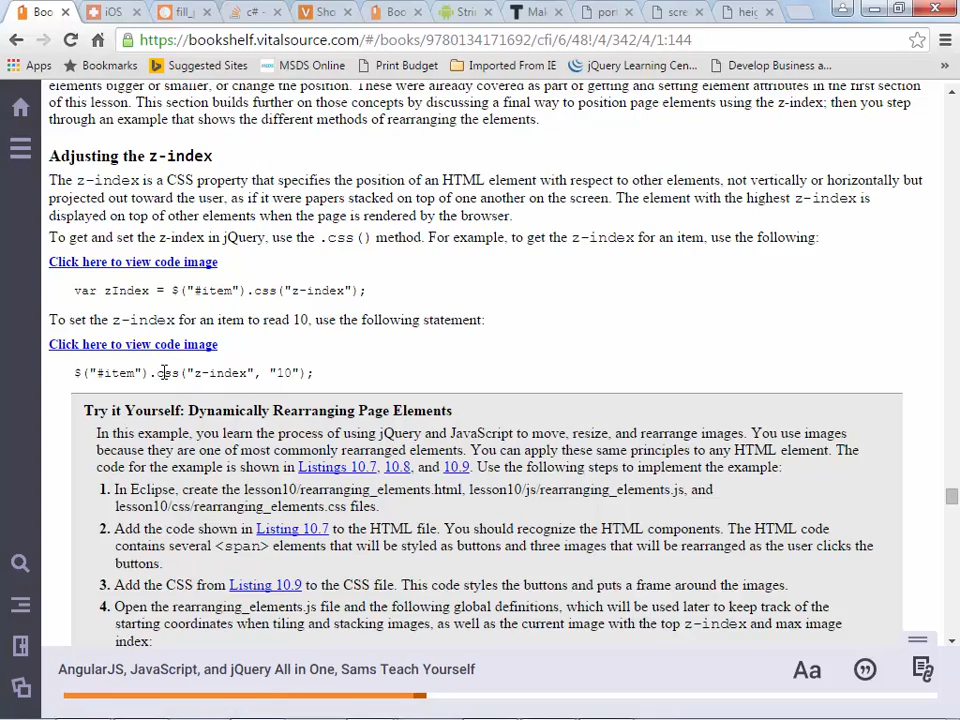 Boo
iOS
fill_
c# -
Sho
Boo
Strin
Mak
pori
scre
heig
https://bookshelf.vitalsource.com/#/books/9780134171692/cfi/6/48!/4/342/4/1:144
Apps
Bookmarks
Suggested Sites
MSDS Online
Print Budget
Imported From IE
jQuery Learning Cen...
Develop Business a...
»
elements bigger or smaller, or change the position. These were already covered as part of getting and setting element attributes in the first section
of this lesson. This section builds further on those concepts by discussing a final way to position page elements using the z-index; then you step
through an example that shows the different methods of rearranging the elements.
Adjusting the z-index
The z-index is a CSS property that specifies the position of an HTML element with respect to other elements, not vertically or horizontally but
projected out toward the user, as if it were papers stacked on top of one another on the screen. The element with the highest z-index is
displayed on top of other elements when the page is rendered by the browser.
To get and set the z-index in jQuery, use the .css() method. For example, to get the z-index for an item, use the following:
Click here to view code image
var zIndex = $("#item").css("z-index");
To set the z-index for an item to read 10, use the following statement:
Click here to view code image
$("#item").css("z-index", "10");
Try it Yourself: Dynamically Rearranging Page Elements
In this example, you learn the process of using jQuery and JavaScript to move, resize, and rearrange images. You use images
because they are one of most commonly rearranged elements. You can apply these same principles to any HTML element. The
code for the example is shown in Listings 10.7, 10.8, and 10.9. Use the following steps to implement the example:
1. In Eclipse, create the lesson10/rearranging_elements.html, lesson10/js/rearranging_elements.js, and
lesson10/css/rearranging_elements.css files.
2. Add the code shown in Listing 10.7 to the HTML file. You should recognize the HTML components. The HTML code
contains several <span> elements that will be styled as buttons and three images that will be rearranged as the user clicks the
buttons.
3. Add the CSS from Listing 10.9 to the CSS file. This code styles the buttons and puts a frame around the images.
4. Open the rearranging_elements.js file and the following global definitions, which will be used later to keep track of the
starting coordinates when tiling and stacking images, as well as the current image with the top z-index and max image
index:
AngularJS, JavaScript, and jQuery All in One, Sams Teach Yourself
Aa